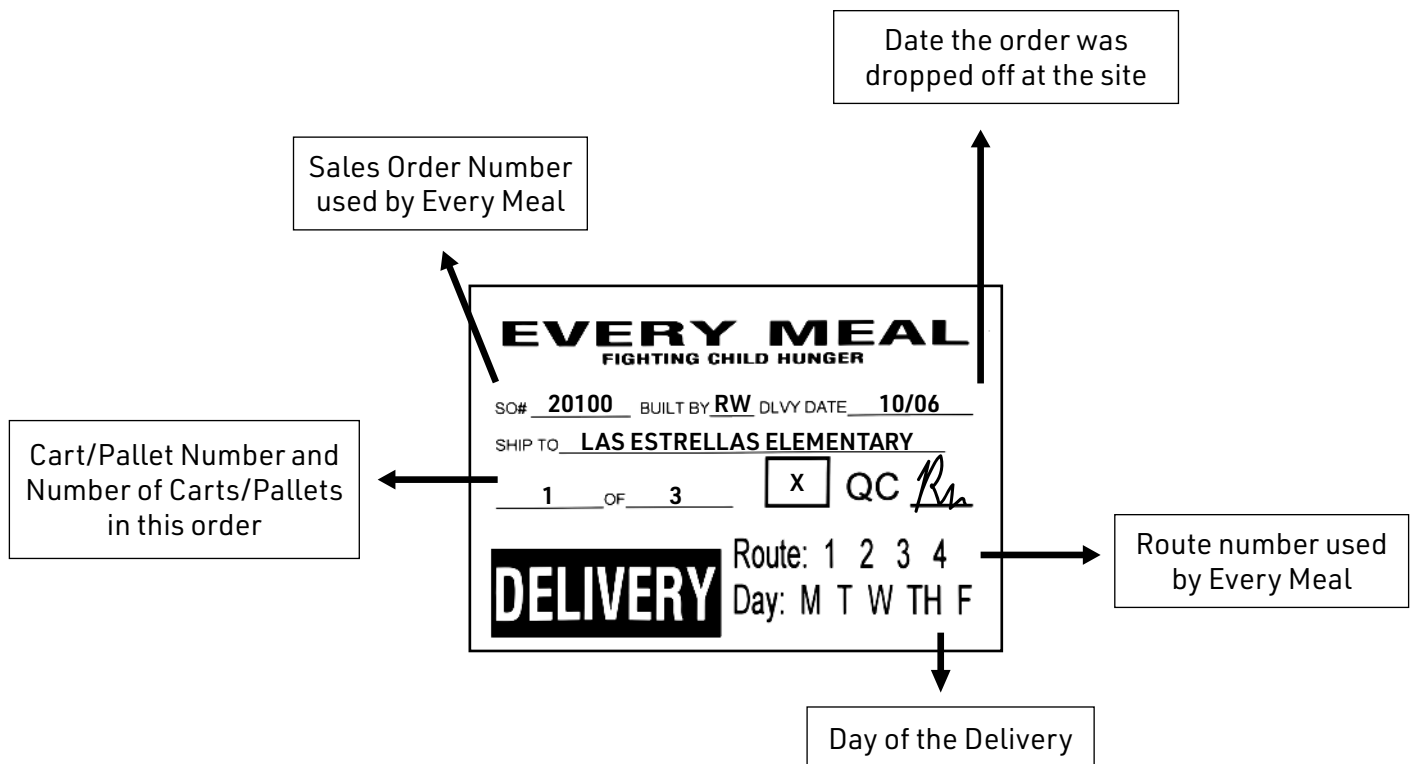 Date the order was
dropped off at the site
Sales Order Number
used by Every Meal
EVERY MEAL
FIGHTING CHILD HUNGER
SO# 20100 BUILT BY RW DLVY DATE 10/06
SHIP TO LAS ESTRELLAS ELEMENTARY
Cart/Pallet Number and
Number of Carts/Pallets
in this order
1 OF 3 X QC
Route: 1 2 3 4
DELIVERY
Day: M T W TH F
Route number used
by Every Meal
Day of the Delivery